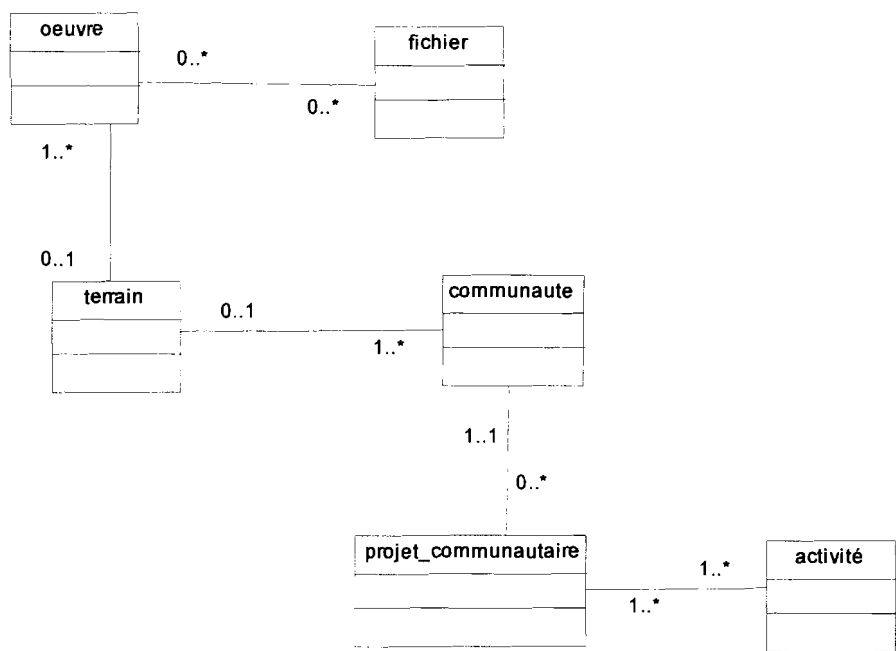 oeuvre
fichier
0..*
0..*
1..*
0..1
terrain
communaute
0..1
1..*
1..1
0..*
projet_communautaire
activité
1..*
1..*